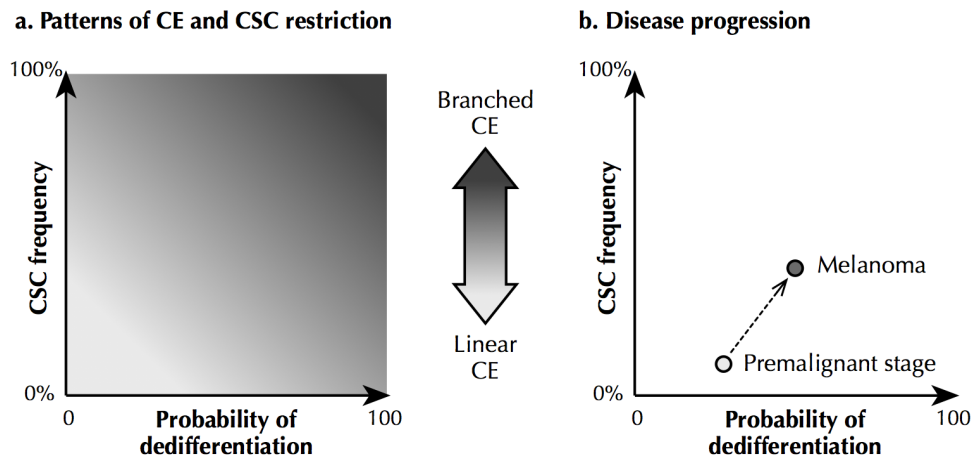 a. Patterns of CE and CSC restriction
100%
CSC frequency
0%
0
Probability of
dedifferentiation
100
Branched
CE
Linear
CE
b. Disease progression
100%
CSC frequency
0%
Melanoma
Premalignant stage
0
Probability of
dedifferentiation
100